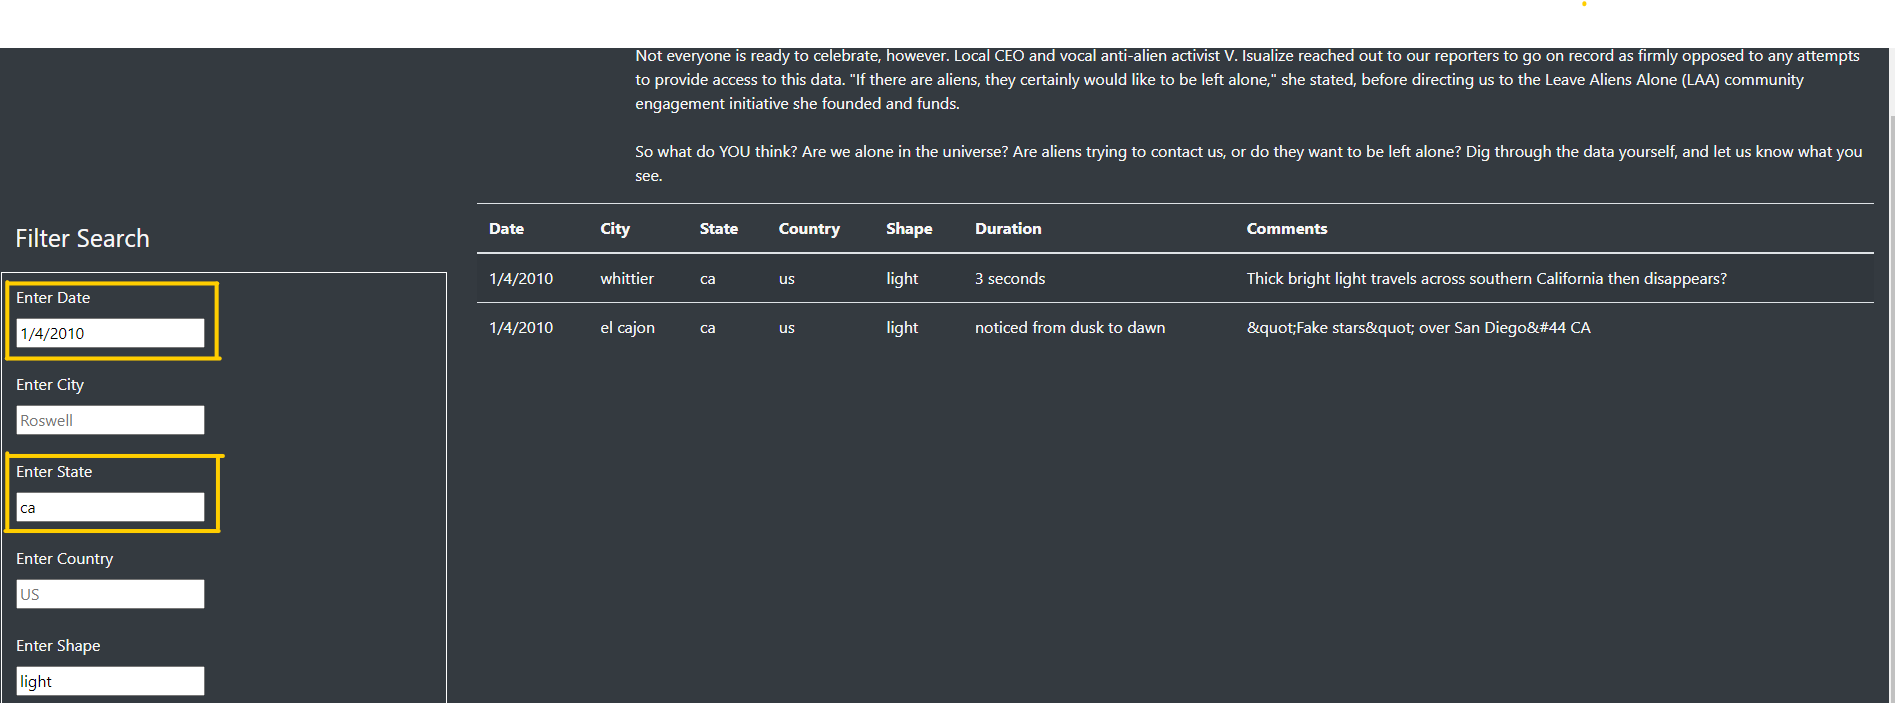 Not everyone is ready to celebrate, however. Local CEO and vocal anti-alien activist V. Isualize reached out to our reporters to go on record as firmly opposed to any attempts
to provide access to this data. "If there are aliens, they certainly would like to be left alone," she stated, before directing us to the Leave Aliens Alone (LAA) community
engagement initiative she founded and funds.
So what do YOU think? Are we alone in the universe? Are aliens trying to contact us, or do they want to be left alone? Dig through the data yourself, and let us know what you
see.
Filter Search
Enter Date
1/4/2010
Enter City
Roswell
Enter State
ca
Enter Country
US
Enter Shape
light
Date City State Country Shape Duration Comments
1/4/2010 whittier ca us light 3 seconds Thick bright light travels across southern California then disappears?
1/4/2010 el cajon ca us light noticed from dusk to dawn &quot;Fake stars&quot; over San Diego&#44 CA